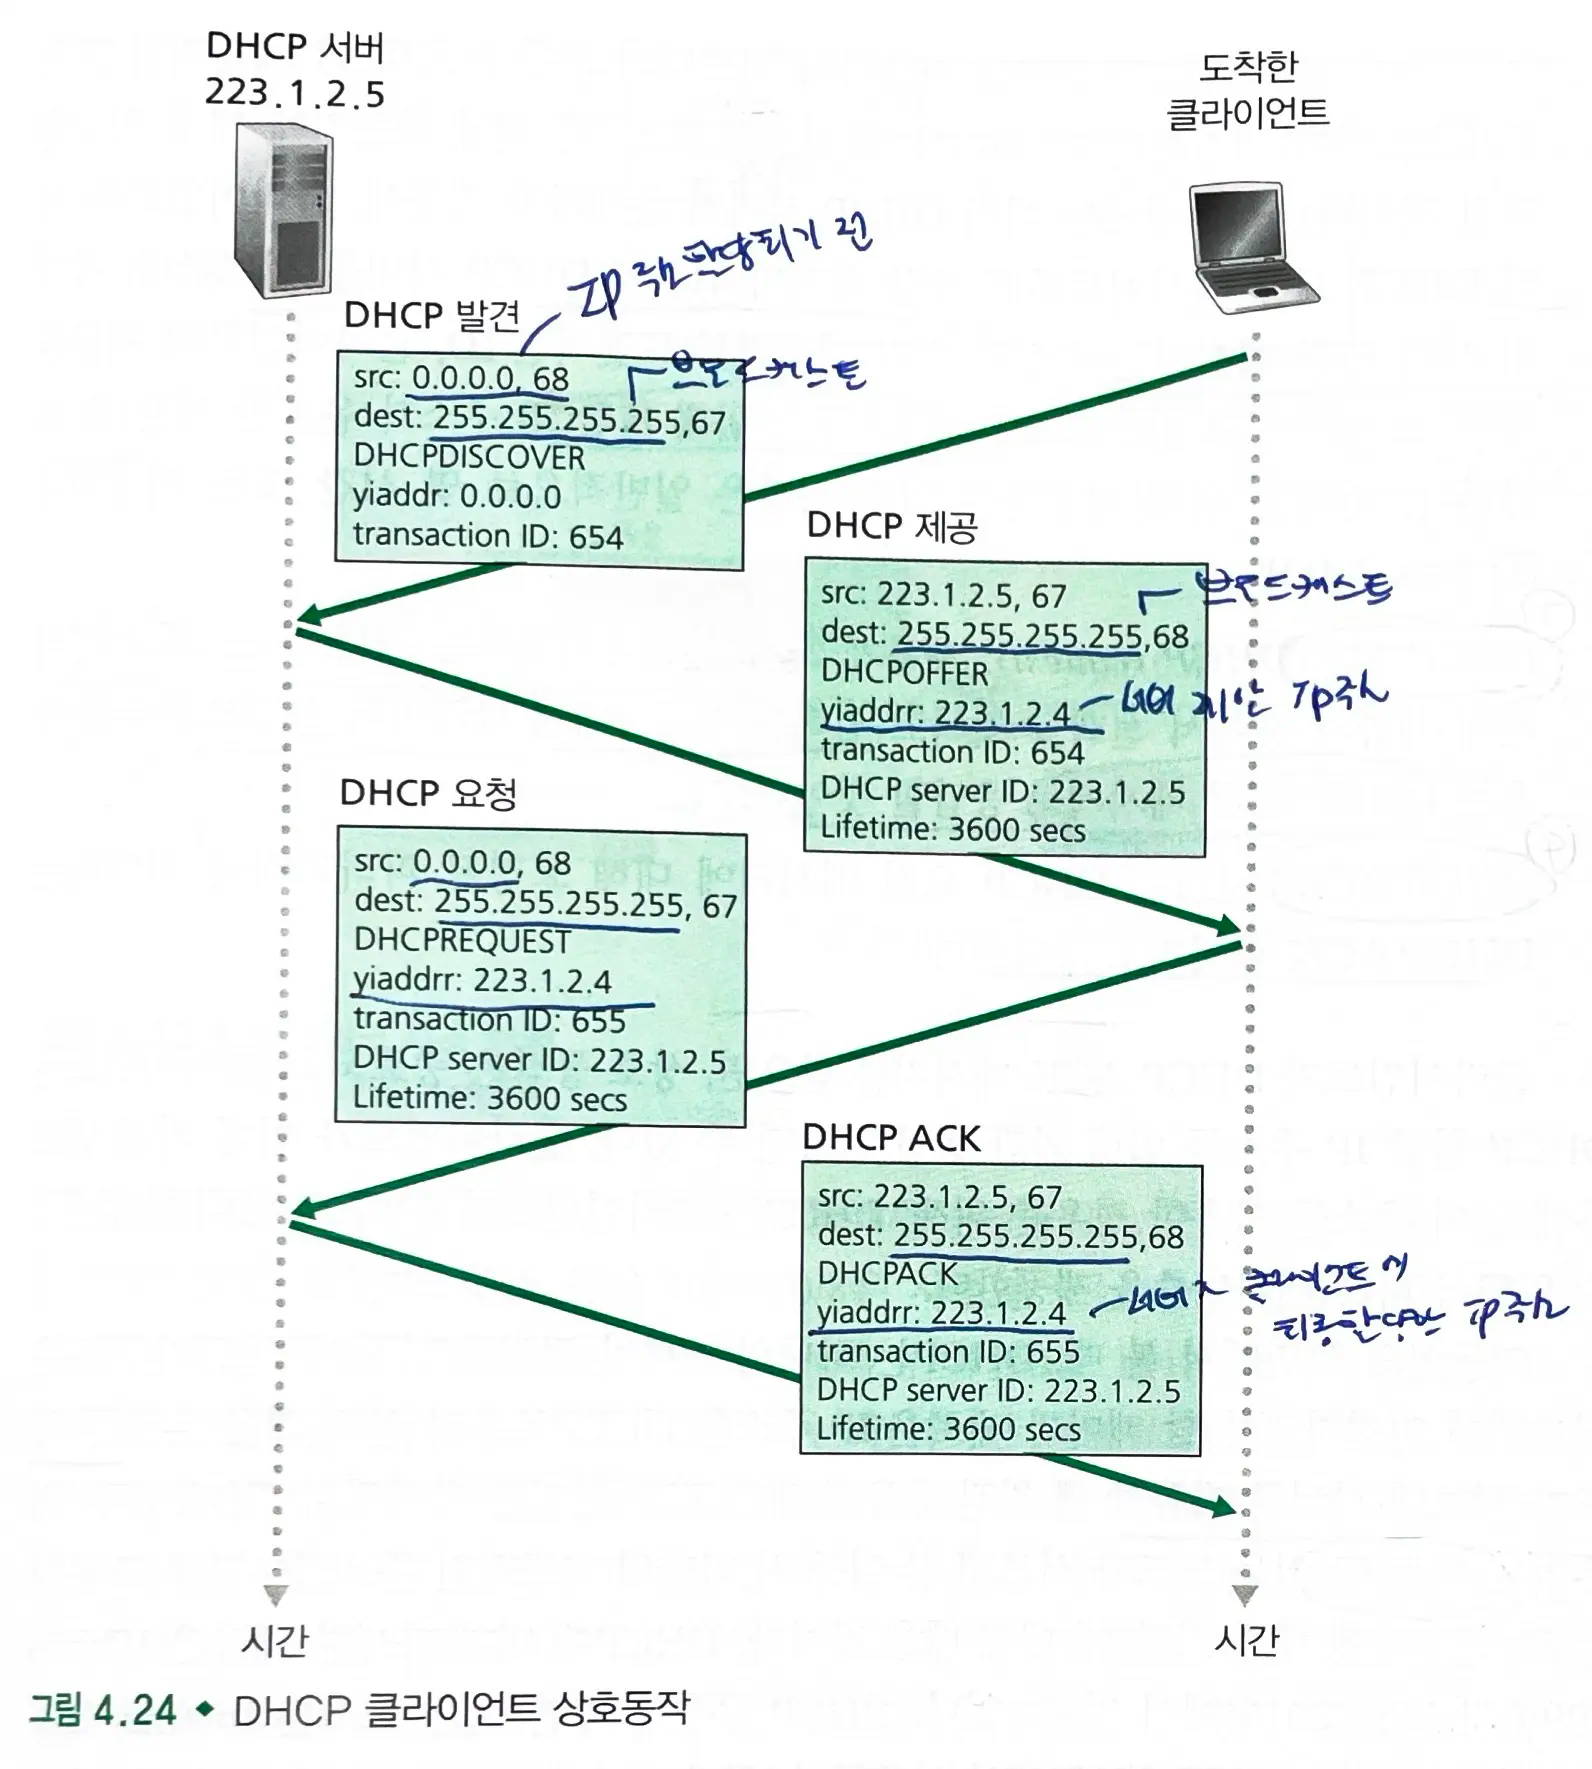 DHCP 서버
223.1.2.5
도착한
클라이언트
IP 주소 할당되기 전
DHCP 발견
src: 0.0.0.0, 68
브로드캐스트
dest: 255.255.255.255,67
DHCPDISCOVER
yiaddr: 0.0.0.0
transaction ID: 654
DHCP 제공
src: 223.1.2.5, 67
브로드캐스트
dest: 255.255.255.255,68
DHCPOFFER
yiaddrr: 223.1.2.4
서버 제안 IP주소
transaction ID: 654
DHCP server ID: 223.1.2.5
Lifetime: 3600 secs
DHCP 요청
src: 0.0.0.0, 68
dest: 255.255.255.255, 67
DHCPREQUEST
yiaddrr: 223.1.2.4
transaction ID: 655
DHCP server ID: 223.1.2.5
Lifetime: 3600 secs
DHCP ACK
src: 223.1.2.5, 67
dest: 255.255.255.255,68
DHCPACK
yiaddrr: 223.1.2.4
서버가 클라이언트에
최종할당한 IP주소
transaction ID: 655
DHCP server ID: 223.1.2.5
Lifetime: 3600 secs
시간
시간
그림 4.24 ◆ DHCP 클라이언트 상호동작